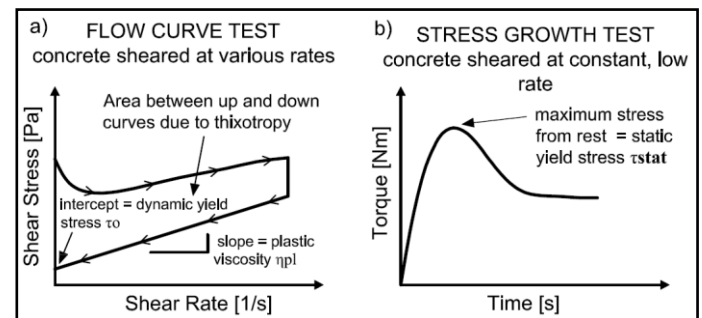 a)
FLOW CURVE TEST
concrete sheared at various rates
Area between up and down
curves due to thixotropy
intercept = dynamic yield
stress τo
slope = plastic
viscosity ηpl
Shear Stress [Pa]
Shear Rate [1/s]
b)
STRESS GROWTH TEST
concrete sheared at constant, low
rate
maximum stress
from rest = static
yield stress τstat
Torque [Nm]
Time [s]